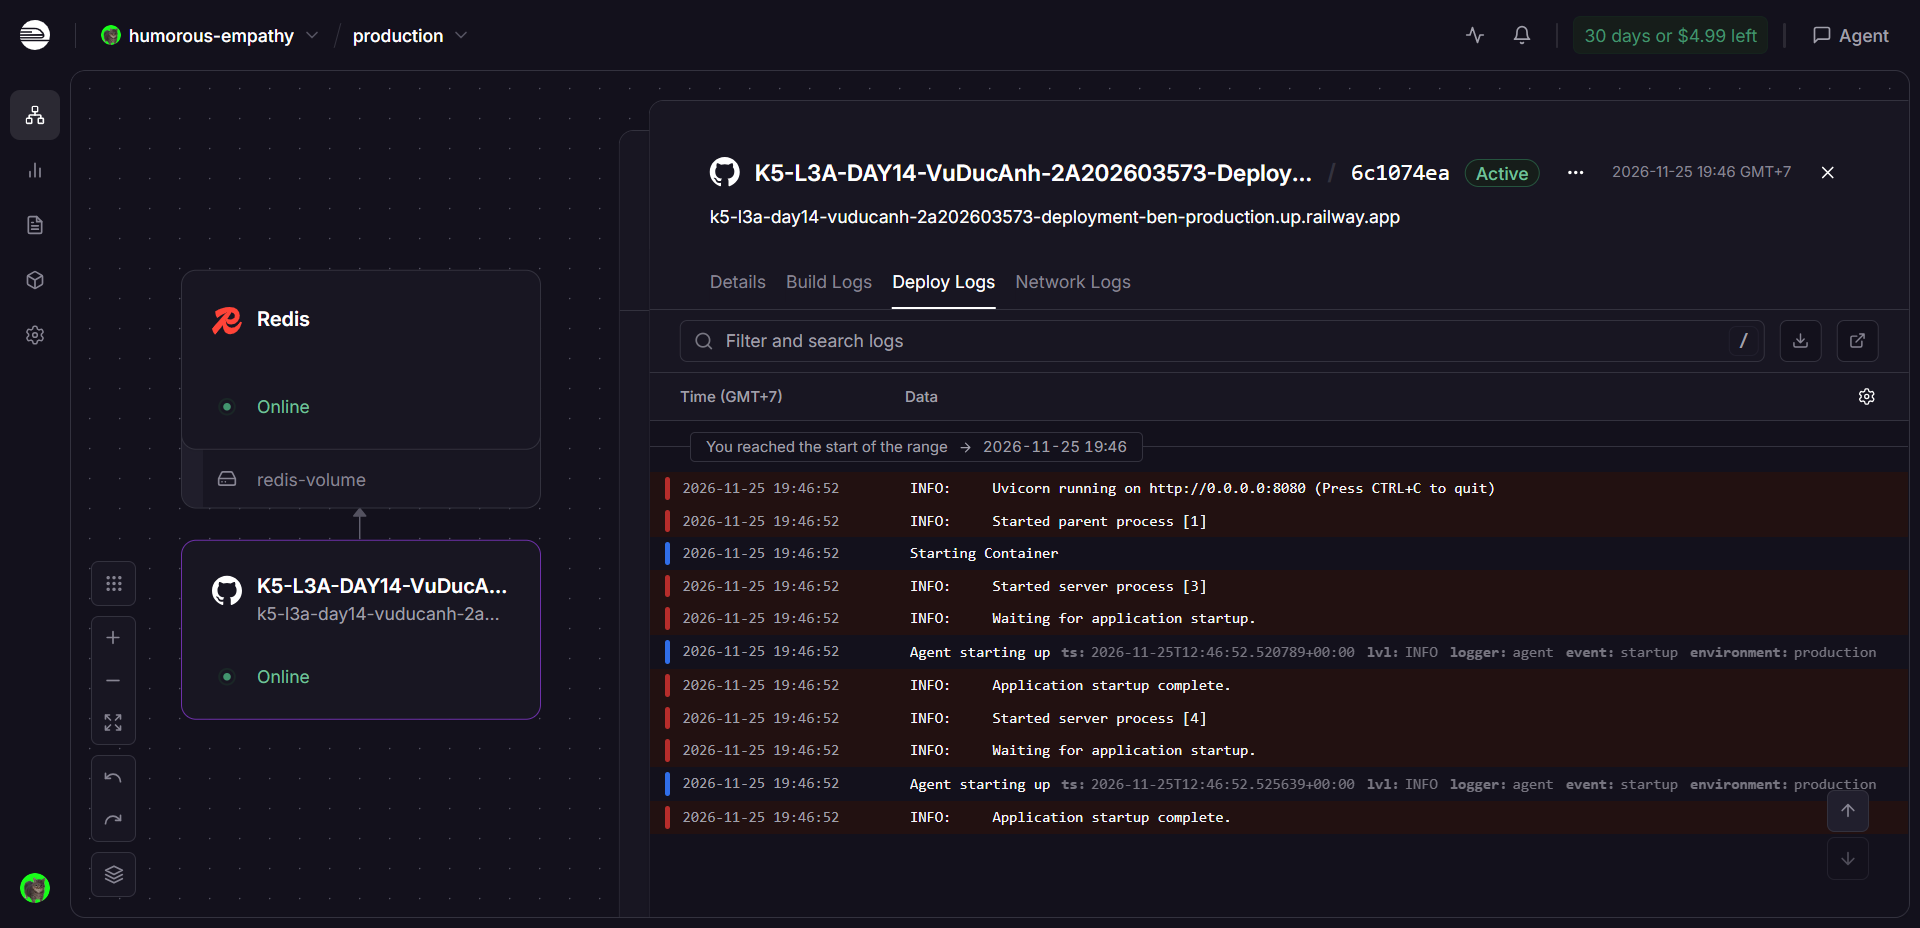 humorous-empathy / production
30 days or $4.99 left
Agent
Redis
Online
redis-volume
K5-L3A-DAY14-VuDucA...
k5-l3a-day14-vuducanh-2a...
Online
K5-L3A-DAY14-VuDucAnh-2A202603573-Deploy... / 6c1074ea Active ... 2026-11-25 19:46 GMT+7
k5-l3a-day14-vuducanh-2a202603573-deployment-ben-production.up.railway.app
Details Build Logs Deploy Logs Network Logs
Filter and search logs /
Time (GMT+7) Data
You reached the start of the range → 2026-11-25 19:46
2026-11-25 19:46:52 INFO: Uvicorn running on http://0.0.0.0:8080 (Press CTRL+C to quit)
2026-11-25 19:46:52 INFO: Started parent process [1]
2026-11-25 19:46:52 Starting Container
2026-11-25 19:46:52 INFO: Started server process [3]
2026-11-25 19:46:52 INFO: Waiting for application startup.
2026-11-25 19:46:52 Agent starting up ts: 2026-11-25T12:46:52.520789+00:00 lvl: INFO logger: agent event: startup environment: production
2026-11-25 19:46:52 INFO: Application startup complete.
2026-11-25 19:46:52 INFO: Started server process [4]
2026-11-25 19:46:52 INFO: Waiting for application startup.
2026-11-25 19:46:52 Agent starting up ts: 2026-11-25T12:46:52.525639+00:00 lvl: INFO logger: agent event: startup environment: production
2026-11-25 19:46:52 INFO: Application startup complete.